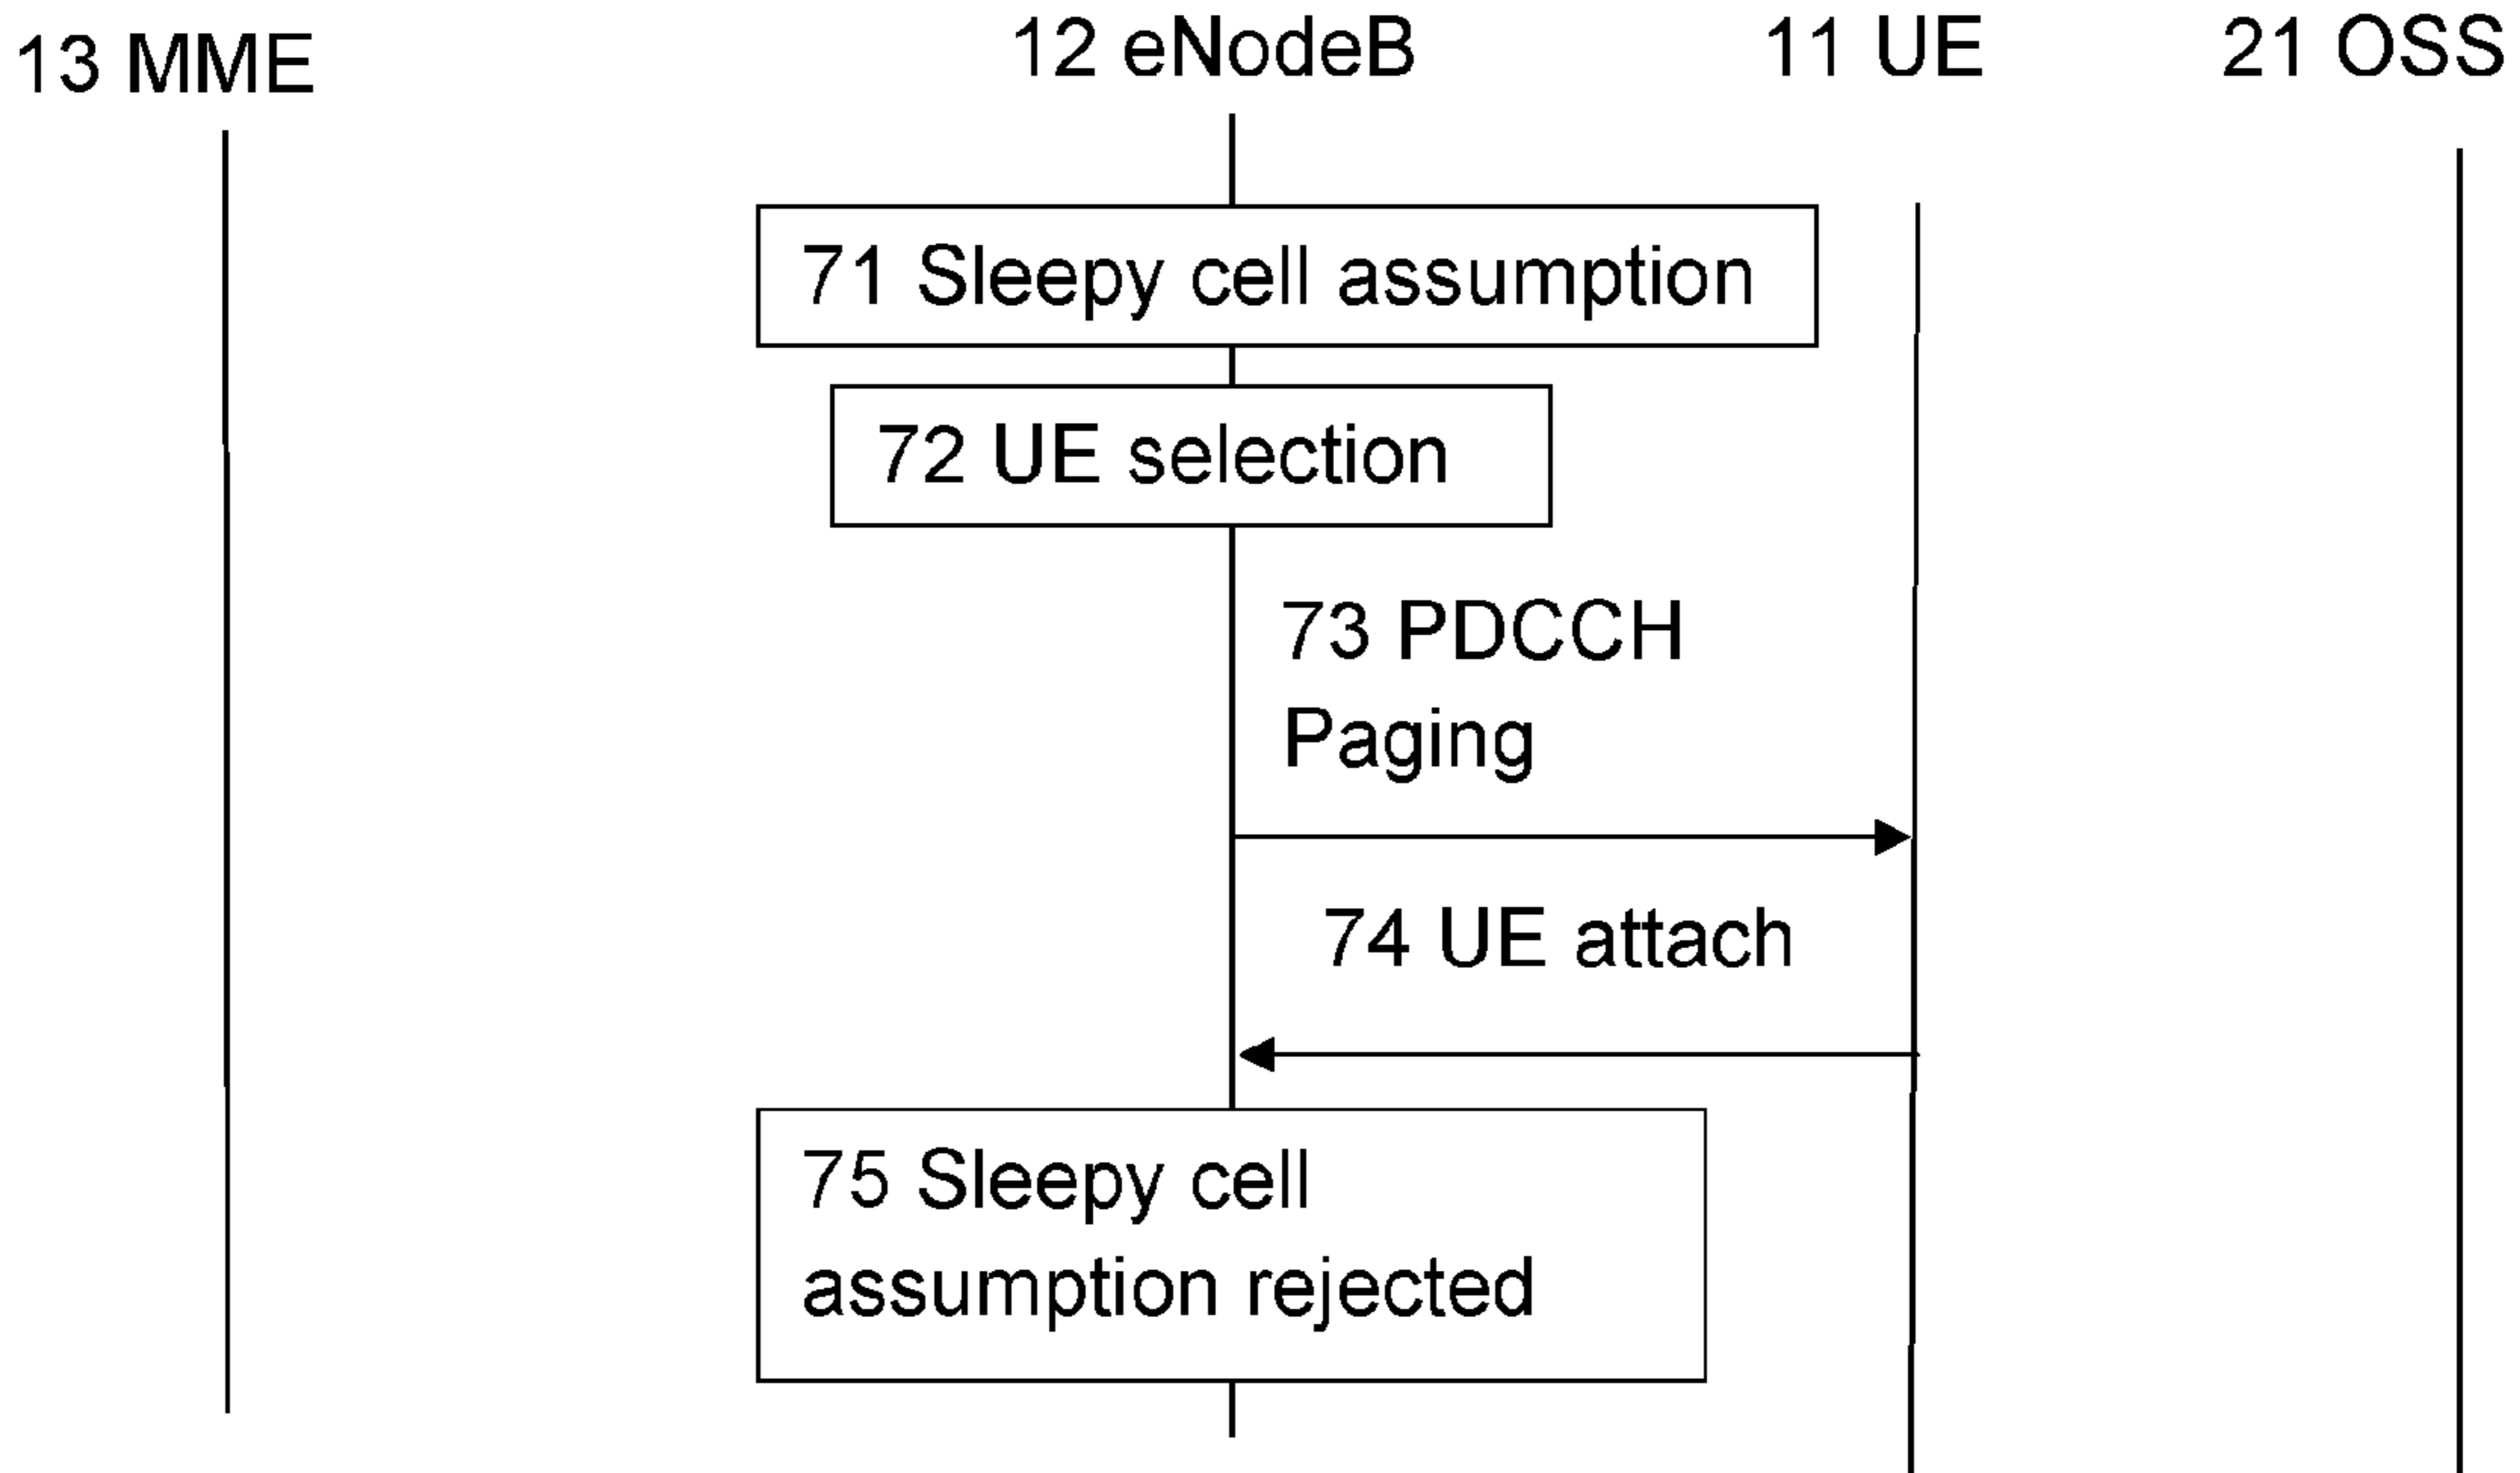 13 MME
12 eNodeB
11 UE
21 OSS
71 Sleepy cell assumption
72 UE selection
73 PDCCH
Paging
74 UE attach
75 Sleepy cell
assumption rejected